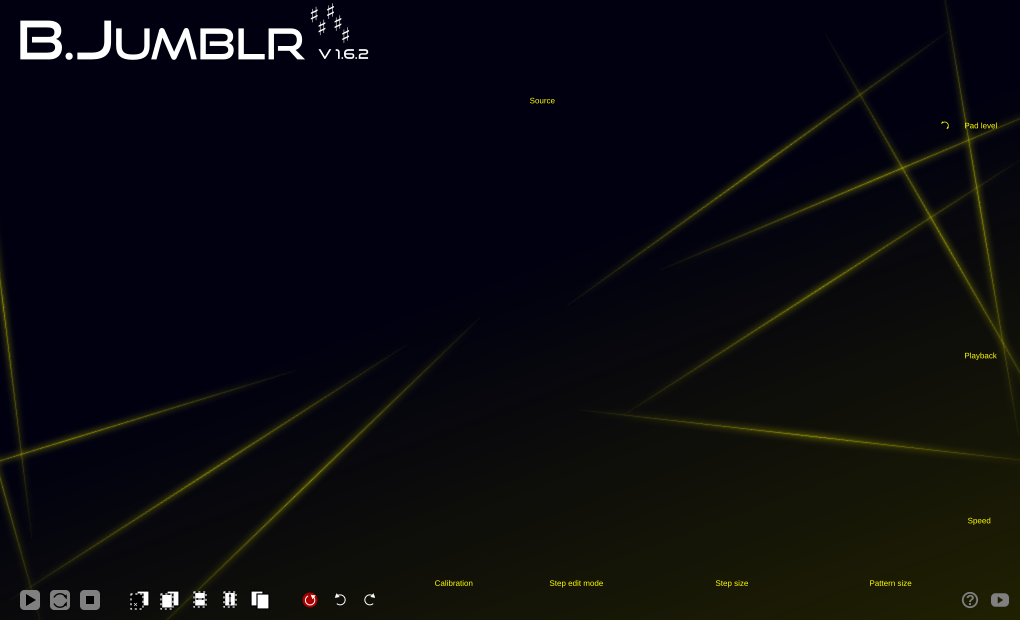 B.Jumblr
V 1.6.2
Source
Pad level
Playback
Speed
Calibration
Step edit mode
Step size
Pattern size